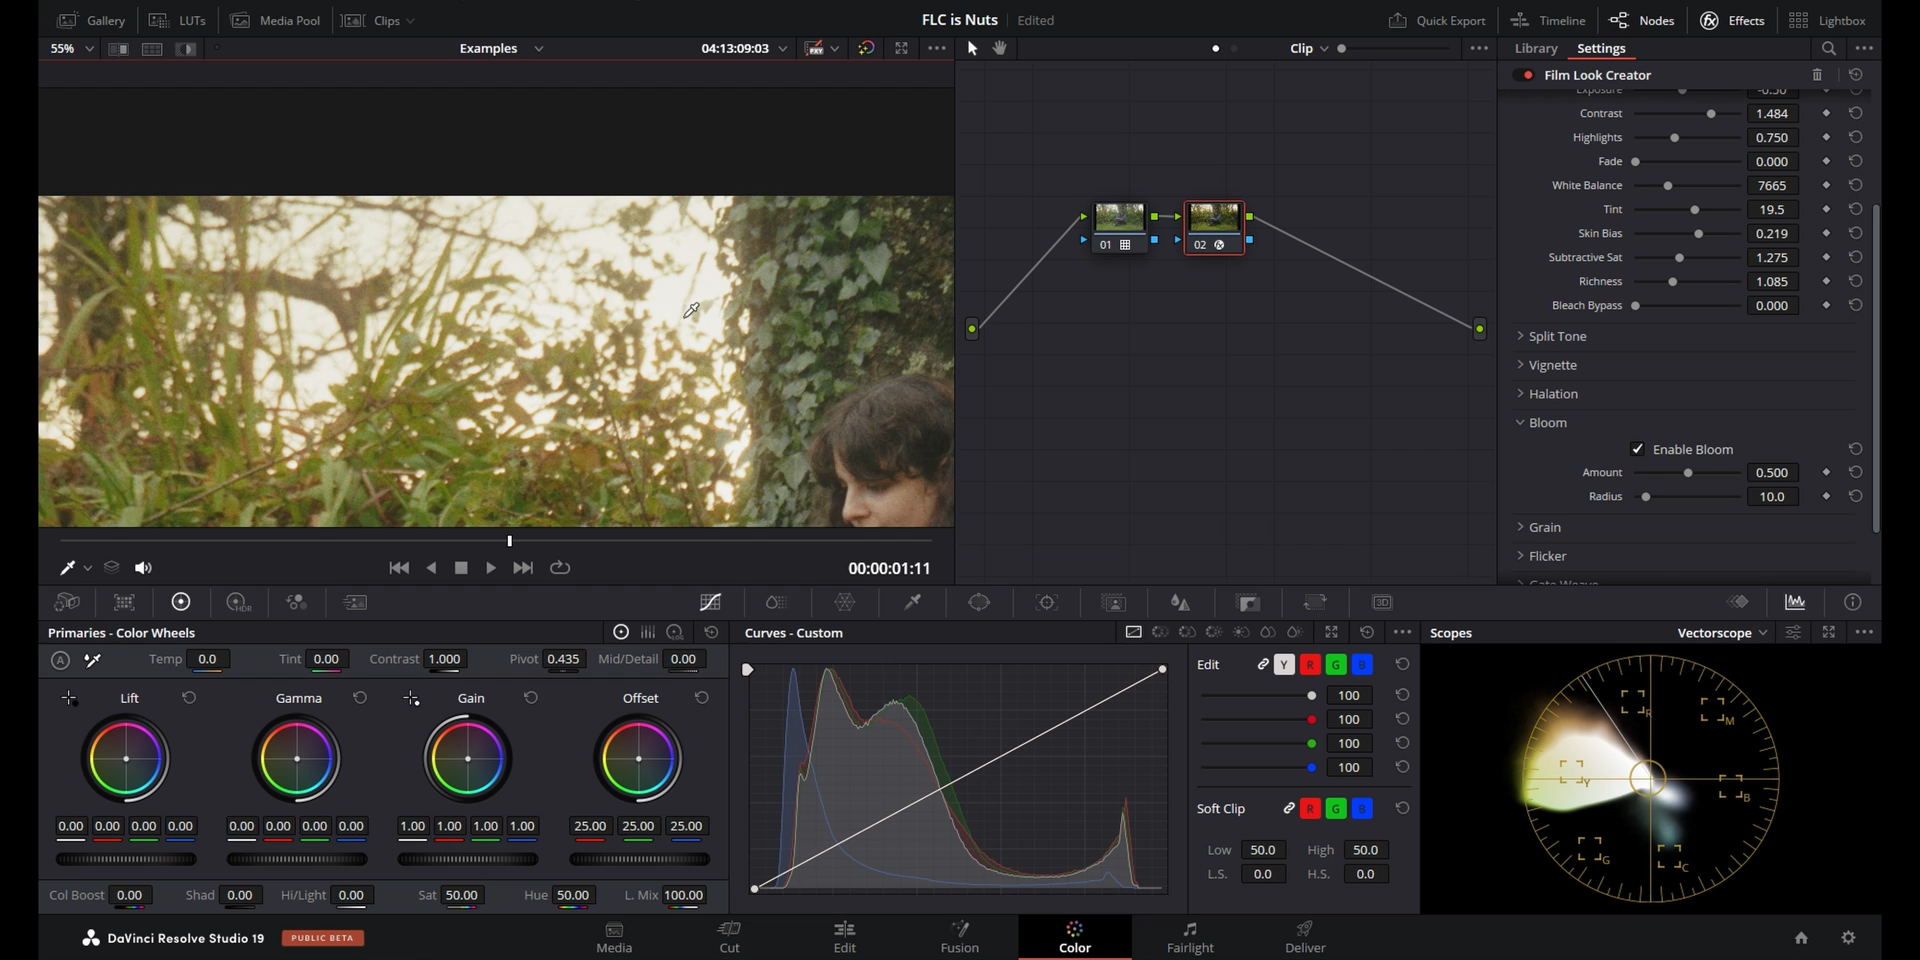 Gallery LUTs Media Pool Clips FLC is Nuts Edited Quick Export Timeline Nodes Effects Lightbox
55% Examples 04:13:09:03 Clip Library Settings
Film Look Creator
Exposure -0.50
Contrast 1.484
Highlights 0.750
Fade 0.000
White Balance 7665
Tint 19.5
Skin Bias 0.219
Subtractive Sat 1.275
Richness 1.085
Bleach Bypass 0.000
01 02
Split Tone
Vignette
Halation
Bloom
Enable Bloom
Amount 0.500
Radius 10.0
Grain
Flicker
Gate Weave
00:00:01:11
HDR 3D
Primaries - Color Wheels LOG Curves - Custom Scopes Vectorscope
A Temp 0.0 Tint 0.00 Contrast 1.000 Pivot 0.435 Mid/Detail 0.00
Edit Y R G B
Lift Gamma Gain Offset
100
100
100
100
Soft Clip R G B
0.00 0.00 0.00 0.00 0.00 0.00 0.00 0.00 1.00 1.00 1.00 1.00 25.00 25.00 25.00
Low 50.0 High 50.0
L.S. 0.0 H.S. 0.0
R M Y B G C
Col Boost 0.00 Shad 0.00 Hi/Light 0.00 Sat 50.00 Hue 50.00 L. Mix 100.00
DaVinci Resolve Studio 19 PUBLIC BETA Media Cut Edit Fusion Color Fairlight Deliver